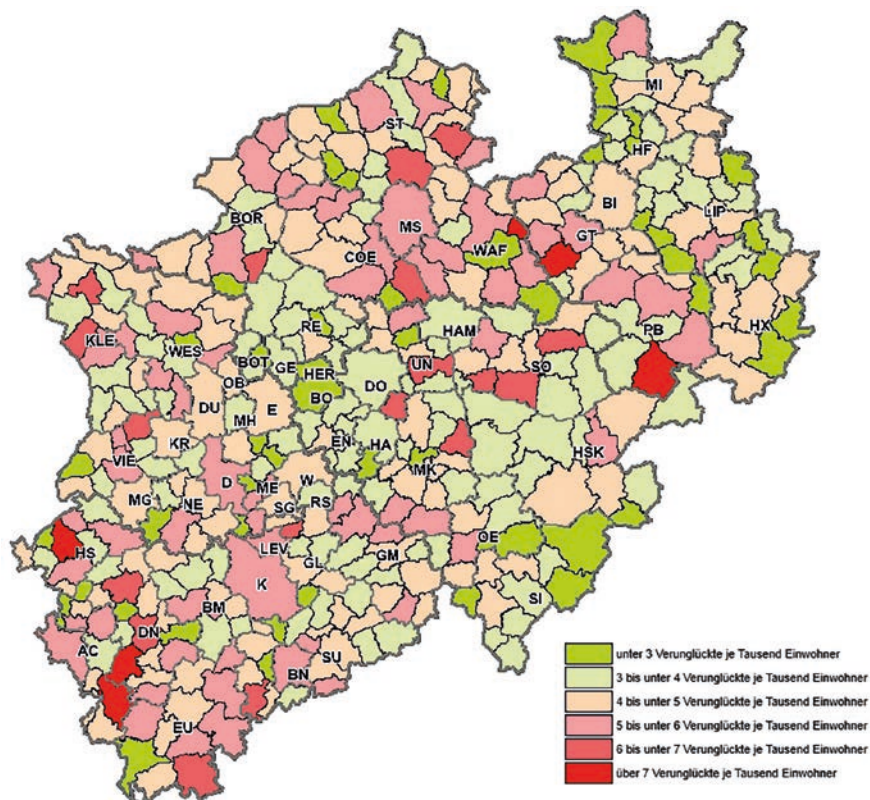 MI
ST
HF
BI
LIP
BOR
MS
GT
WAF
COE
RE
HAM
PB
HX
KLE
WES
BOT
GE
HER
UN
SO
OB
DO
BO
DU
E
MH
EN
HA
HSK
KR
VIE
MK
D
ME
W
MG
NE
SG
RS
OE
HS
LEV
GL
GM
K
SI
BM
DN
AC
SU
BN
EU
unter 3 Verunglückte je Tausend Einwohner
3 bis unter 4 Verunglückte je Tausend Einwohner
4 bis unter 5 Verunglückte je Tausend Einwohner
5 bis unter 6 Verunglückte je Tausend Einwohner
6 bis unter 7 Verunglückte je Tausend Einwohner
über 7 Verunglückte je Tausend Einwohner